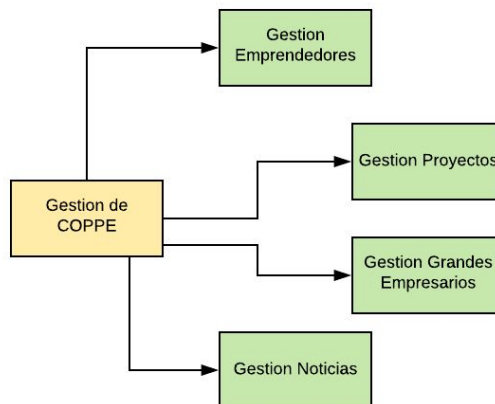 Gestion
Emprendedores
Gestion Proyectos
Gestion de
COPPE
Gestion Grandes
Empresarios
Gestion Noticias